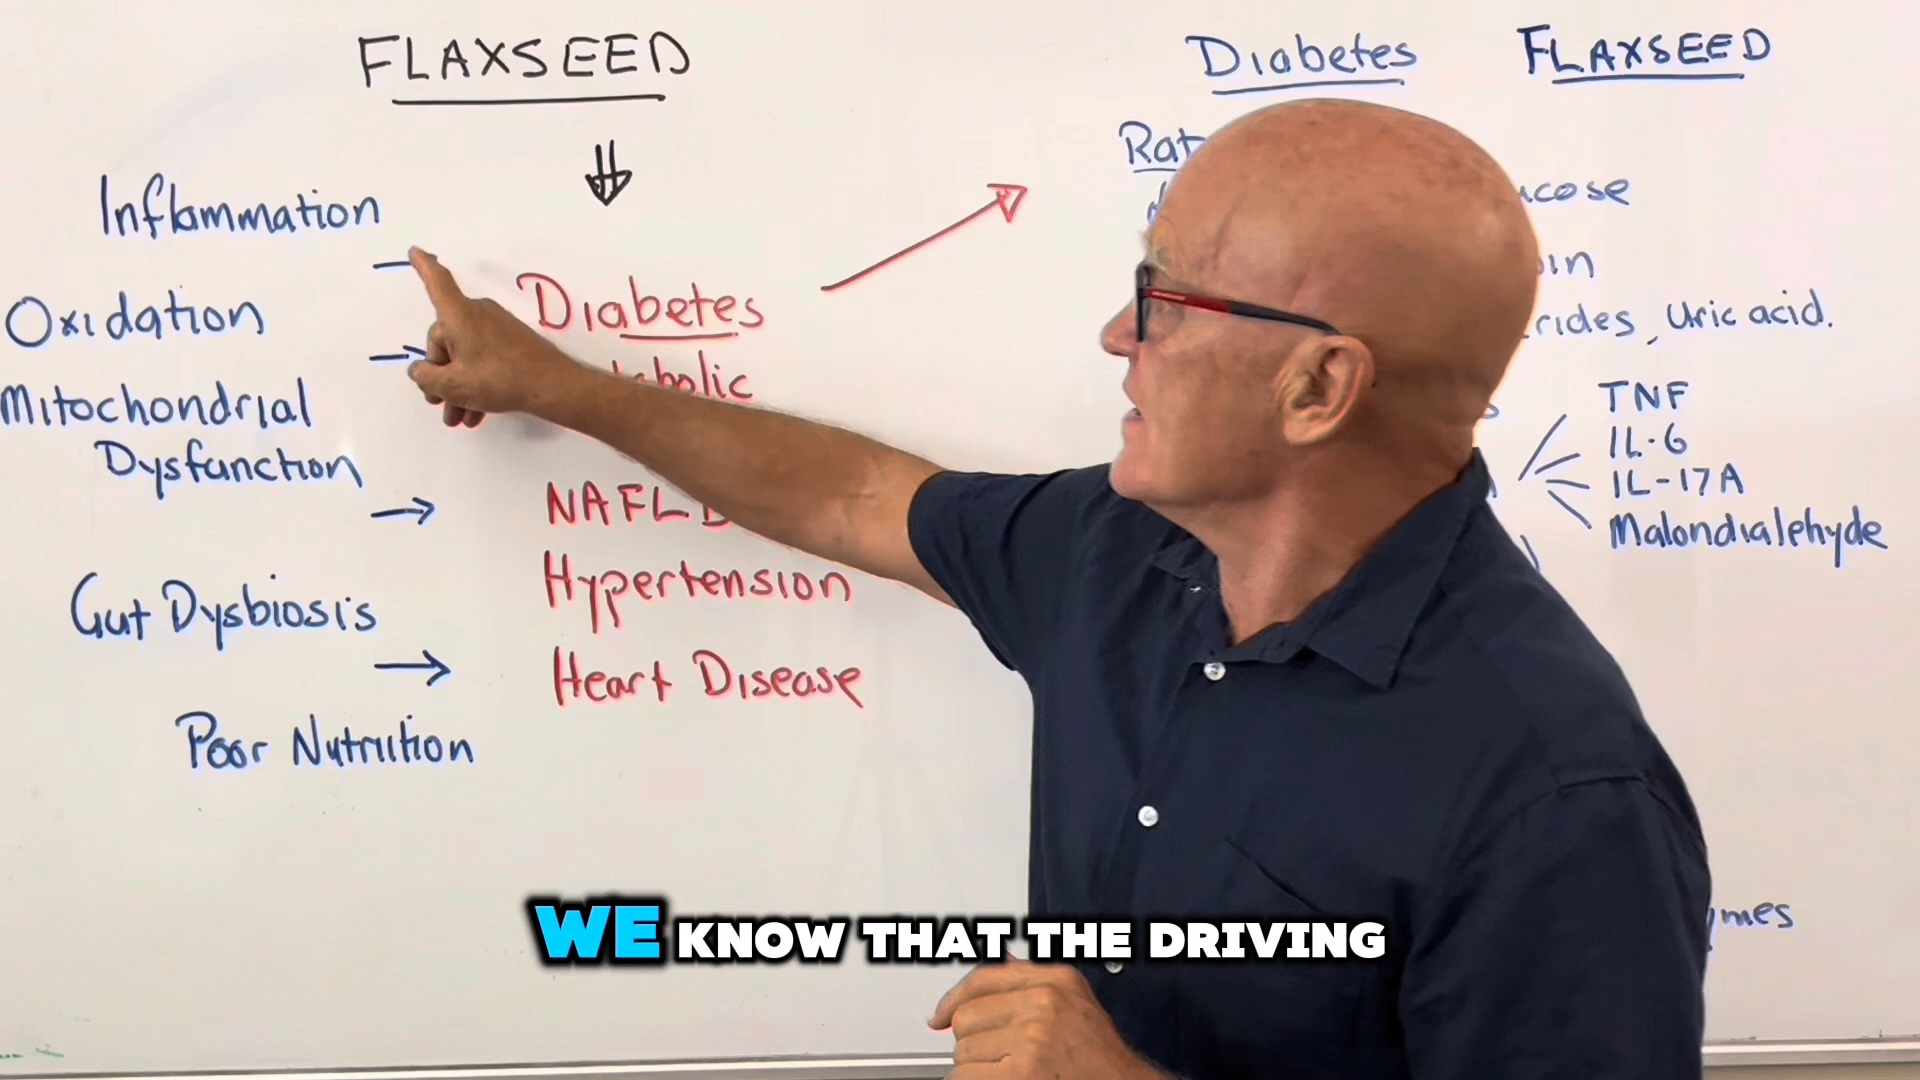 FLAXSEED
Inflammation
Oxidation
Mitochondrial
Dysfunction
Gut Dysbiosis
Poor Nutrition
Diabetes
NAFLD
Hypertension
Heart Disease
Diabetes FLAXSEED
, Uric acid.
TNF
IL-6
IL-17A
Malondialehyde
WE KNOW THAT THE DRIVING